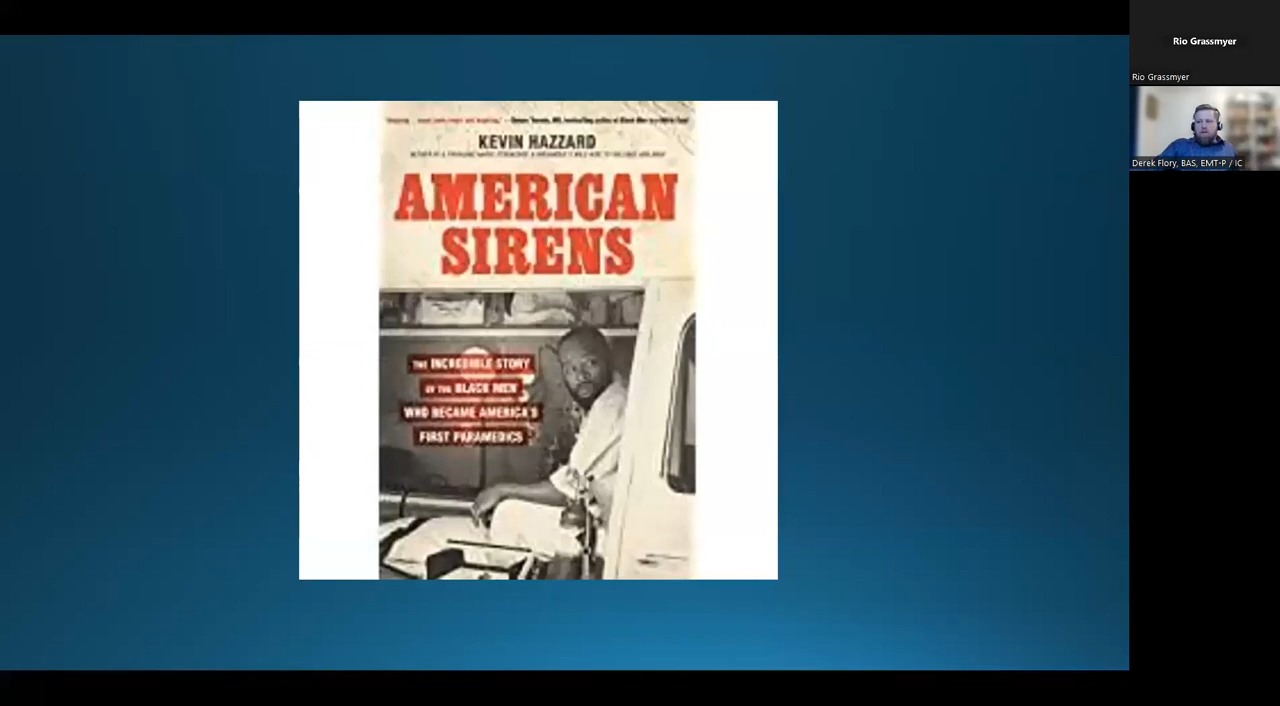 KEVIN HAZZARD
AMERICAN
SIRENS
THE INCREDIBLE STORY
OF THE BLACK MEN
WHO BECAME AMERICA'S
FIRST PARAMEDICS
Rio Grassmyer
Rio Grassmyer
Derek Flory, BAS, EMT-P / IC